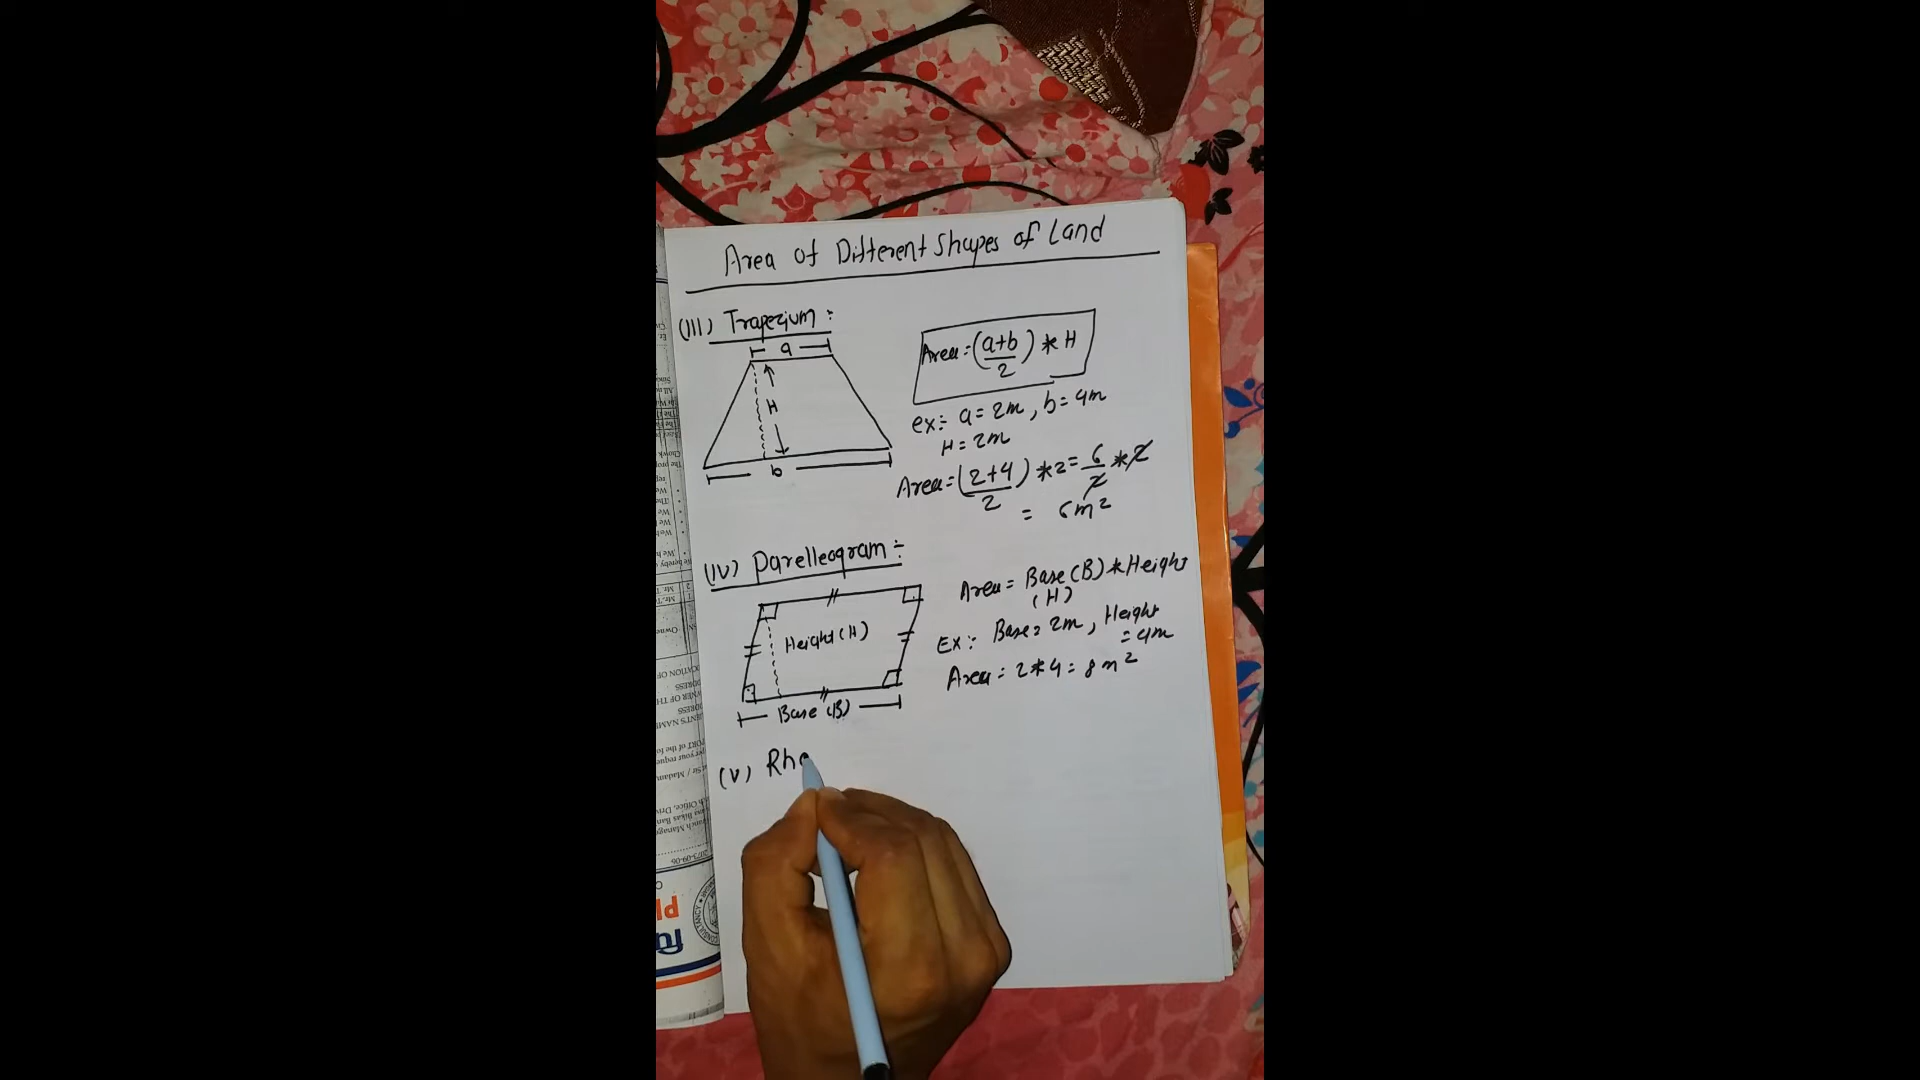 Area of Different Shapes of Land
(III) Trapezium :-
a
H
b
Area = (a+b/2) * H
ex:- a = 2m, b = 4m
H = 2m
Area = (2+4/2) * 2 = 6/2 * 2
= 6m²
(IV) Parelleogram :-
Height (H)
Base (B)
Area = Base (B) * Height
(H)
Ex:- Base = 2m, Height
= 4m
Area = 2 * 4 = 8m²
(V) Rho